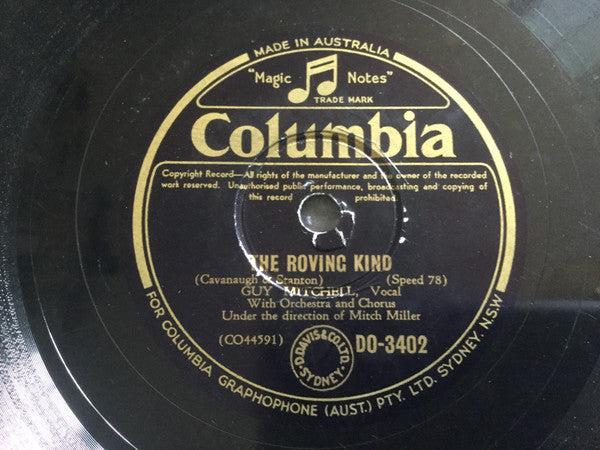 MADE IN AUSTRALIA
"Magic Notes"
TRADE MARK
Columbia
Copyright Record—All rights of the manufacturer and the owner of the recorded
work reserved. Unauthorised public performance, broadcasting and copying of
this record prohibited
THE ROVING KIND
(Cavanaugh & Stanton) (Speed 78)
GUY MITCHELL, Vocal
With Orchestra and Chorus
Under the direction of Mitch Miller
(CO44591) D.DAVIS&CO.LTD. SYDNEY. DO-3402
FOR COLUMBIA GRAPHOPHONE (AUST.) PTY. LTD. SYDNEY. N.S.W